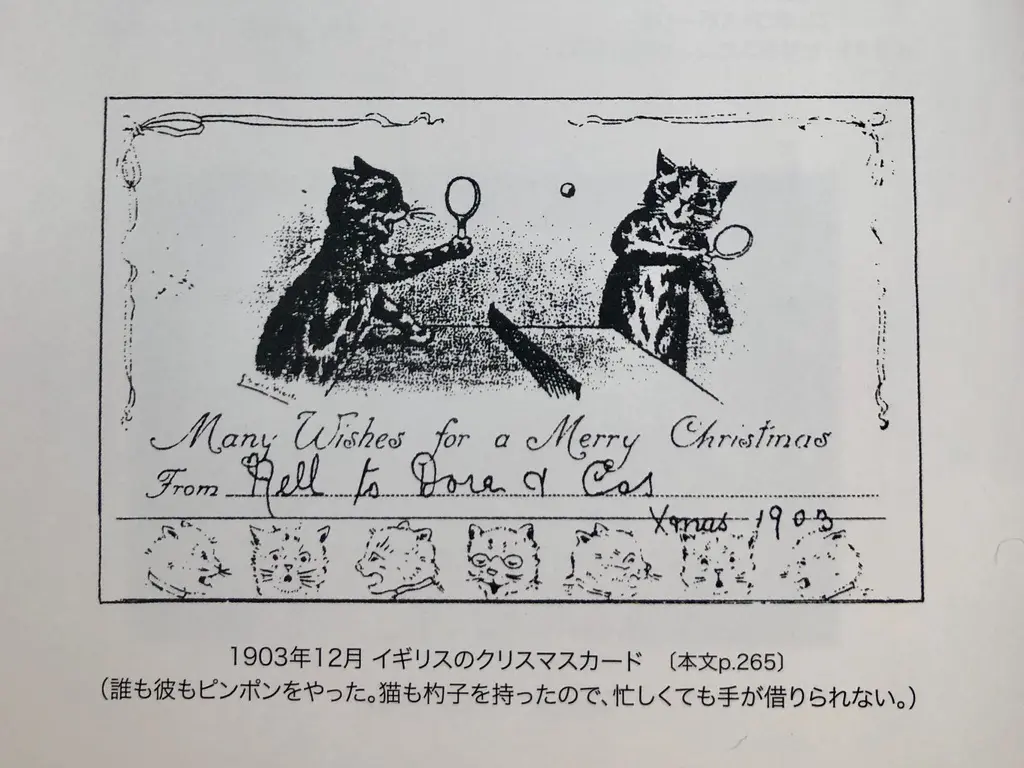 Many Wishes for a Merry Christmas
From Nell to Dora & Cas
Xmas 1903
1903年12月 イギリスのクリスマスカード 〔本文p.265〕
(誰も彼もピンポンをやった。猫も杓子を持ったので、忙しくても手が借りられない。)